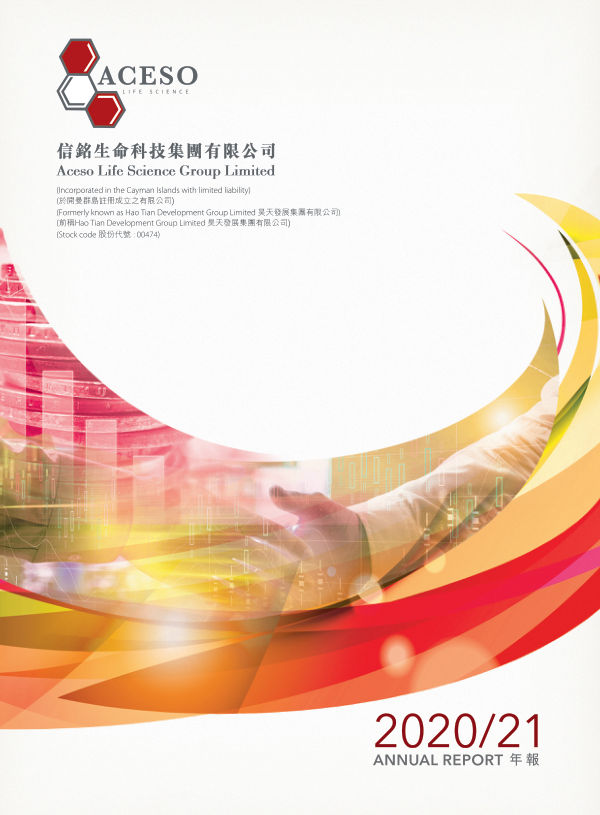 ACESO
LIFE SCIENCE
信銘生命科技集團有限公司
Aceso Life Science Group Limited
(Incorporated in the Cayman Islands with limited liability)
(於開曼群島註冊成立之有限公司)
(Formerly known as Hao Tian Development Group Limited 昊天發展集團有限公司)
(前稱Hao Tian Development Group Limited 昊天發展集團有限公司)
(Stock code 股份代號 : 00474)
2020/21
ANNUAL REPORT 年報